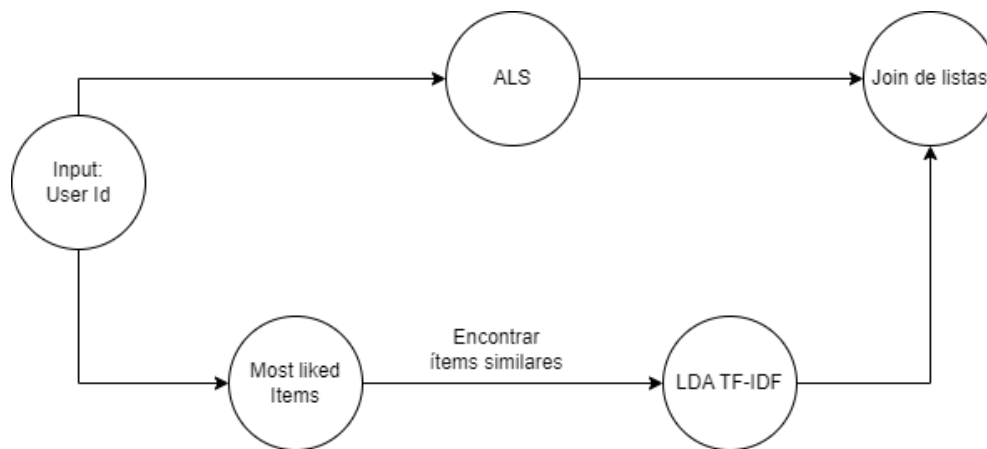 ALS
Join de listas
Input:
User Id
Encontrar
ítems similares
Most liked
Items
LDA TF-IDF